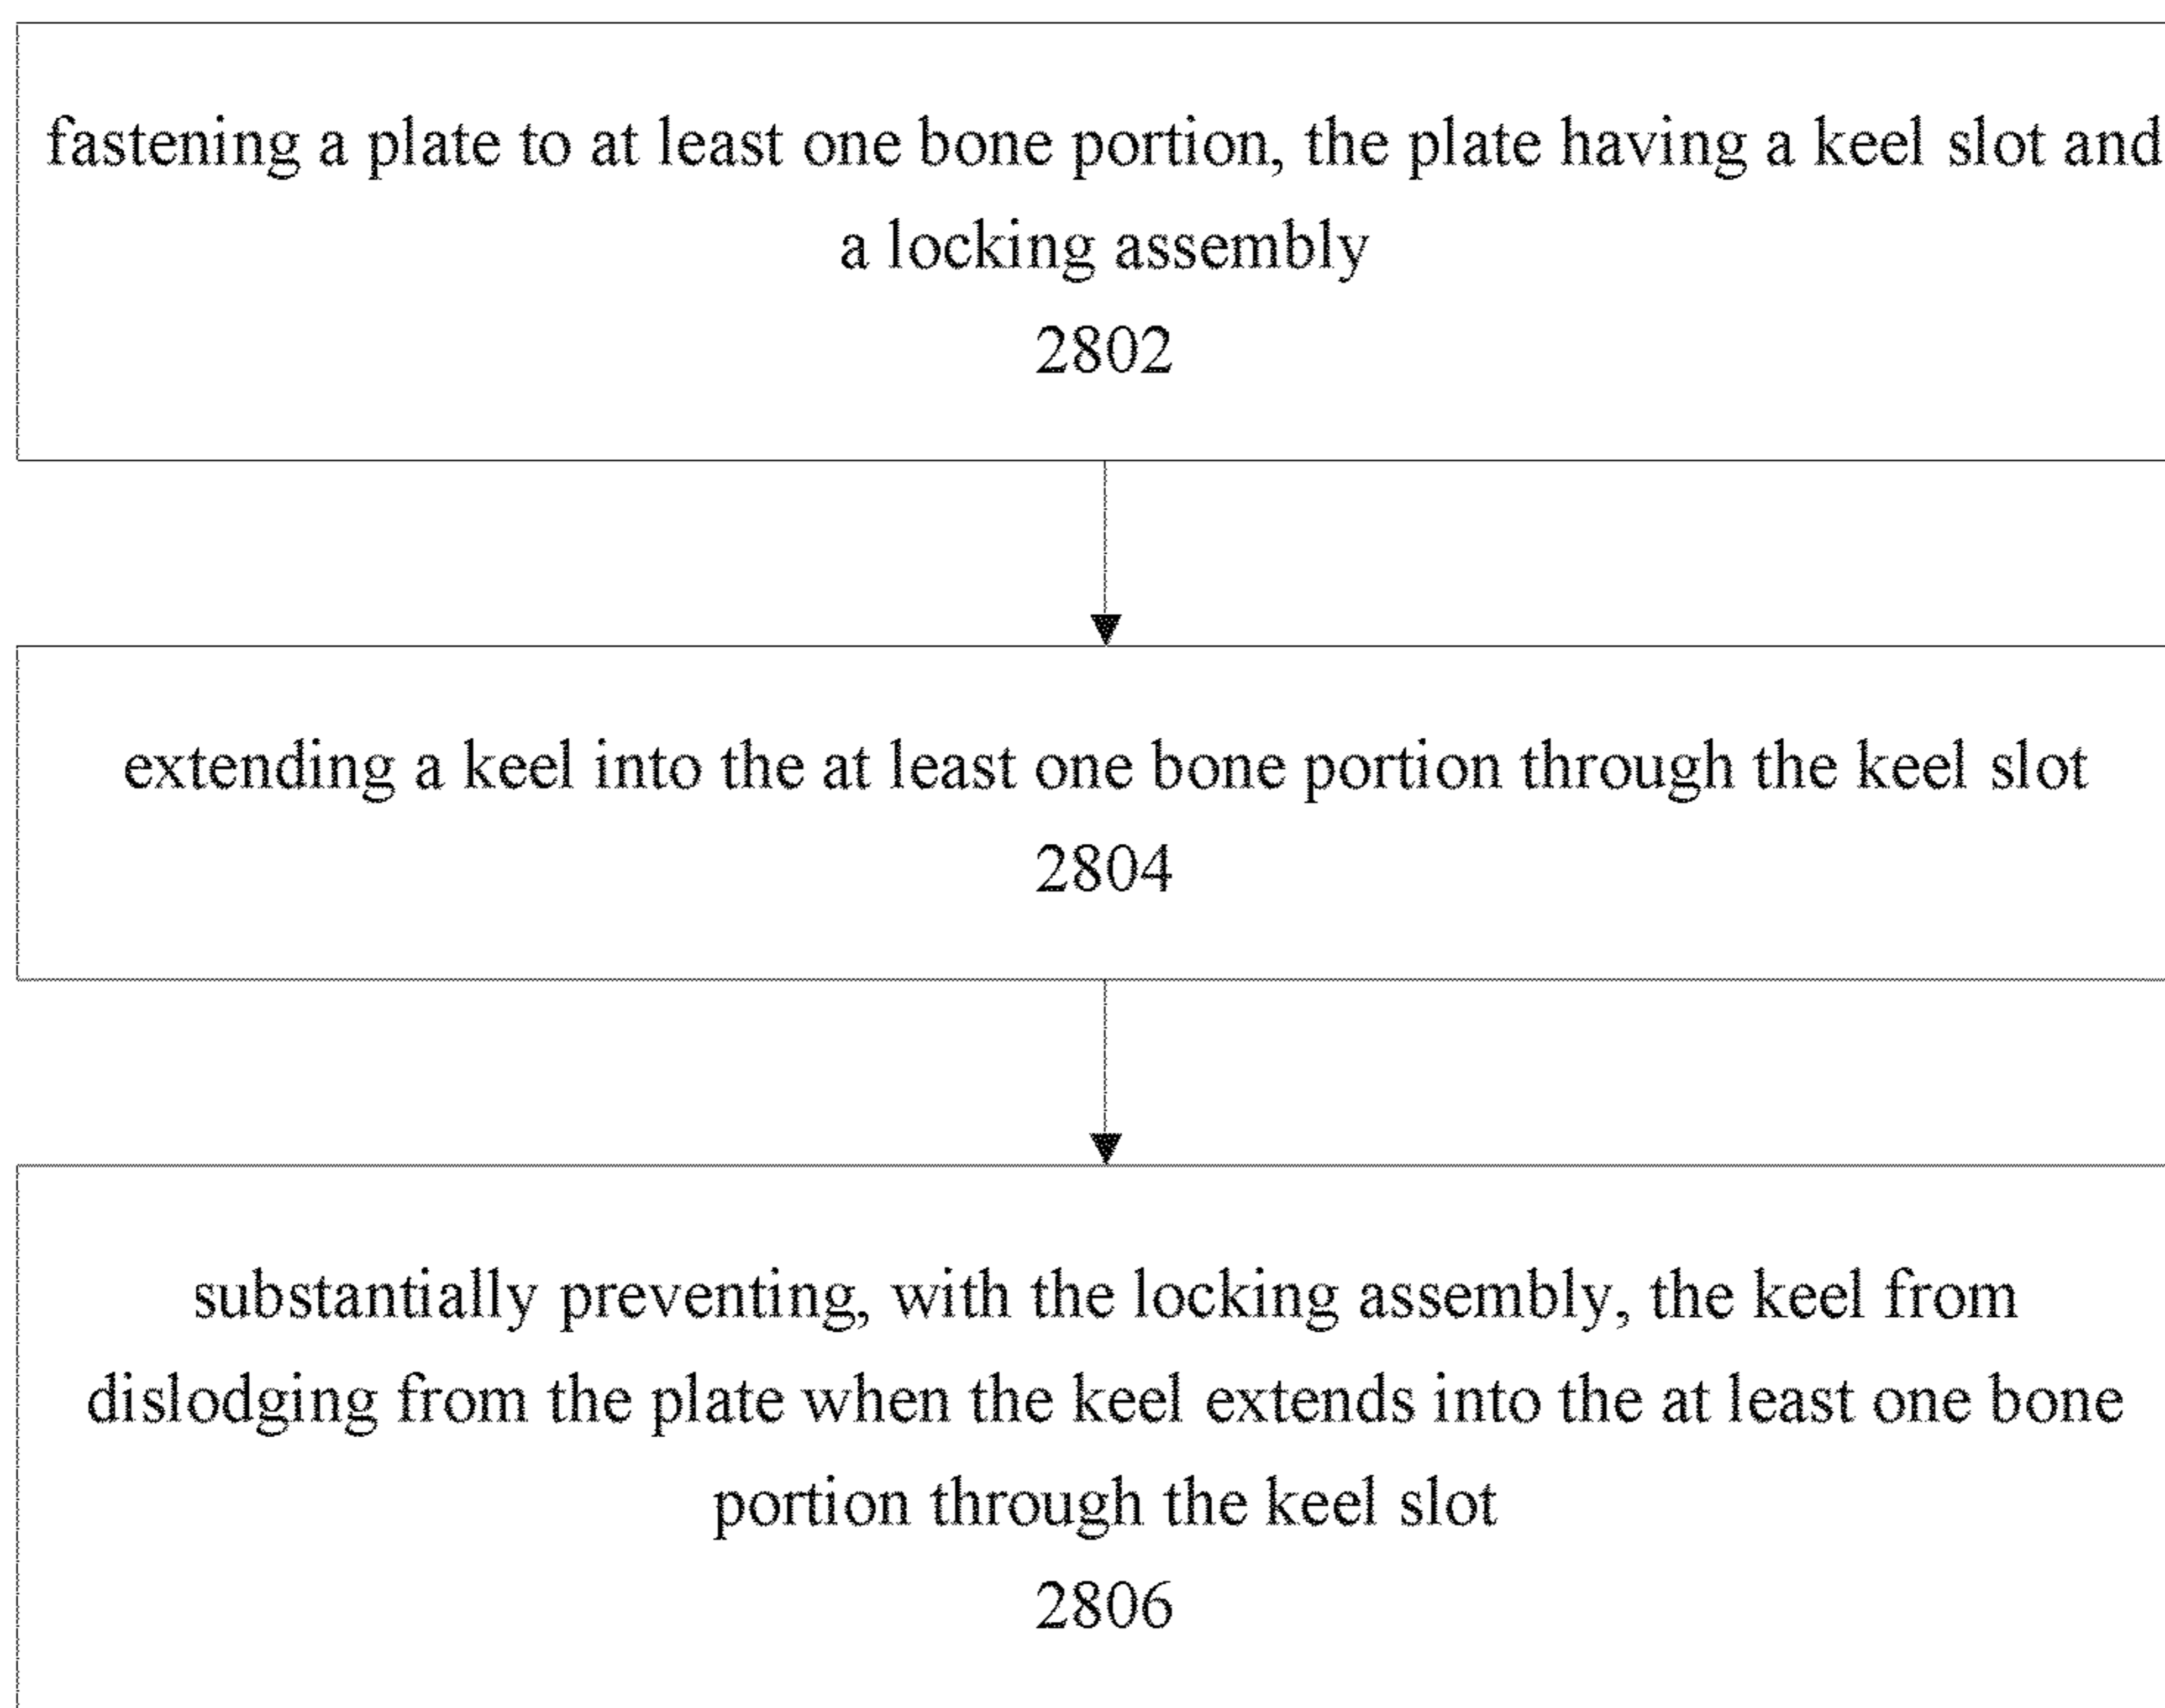 fastening a plate to at least one bone portion, the plate having a keel slot and
a locking assembly
2802
extending a keel into the at least one bone portion through the keel slot
2804
substantially preventing, with the locking assembly, the keel from
dislodging from the plate when the keel extends into the at least one bone
portion through the keel slot
2806